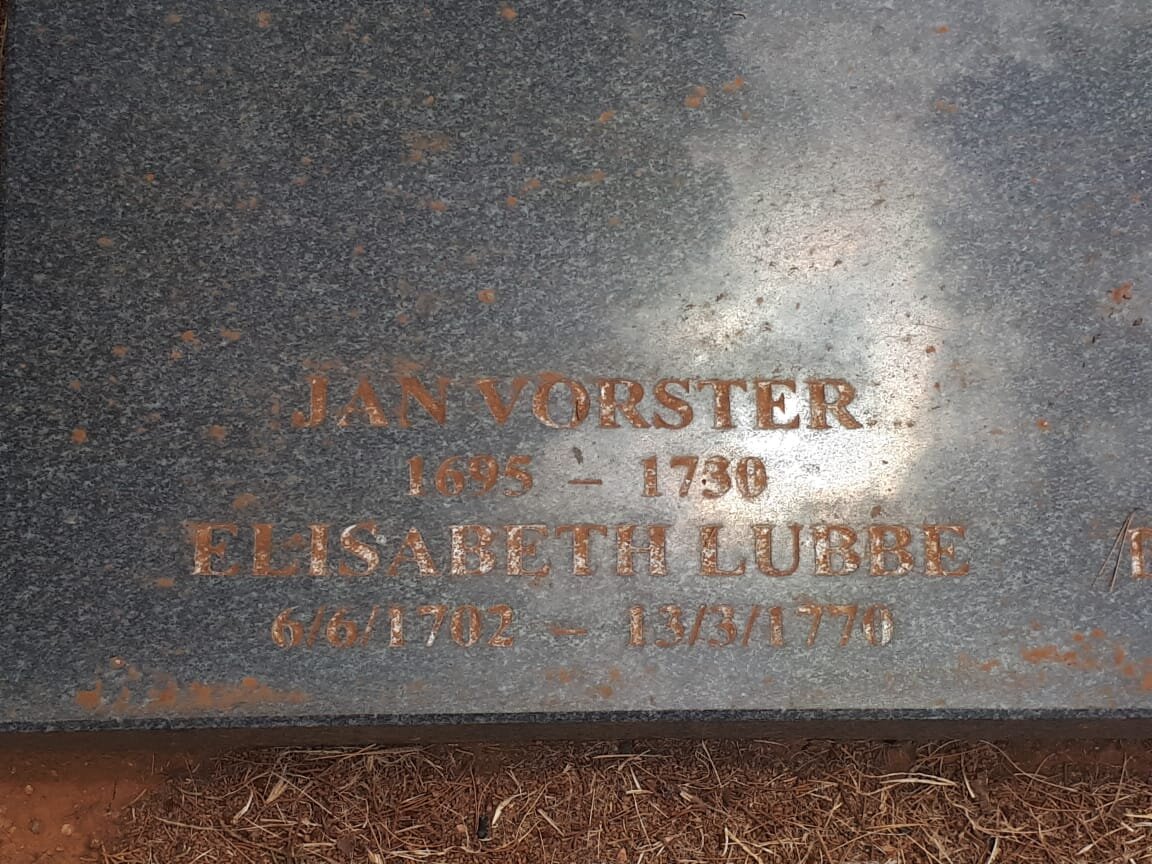 JAN VORSTER
1695 – 1730
ELISABETH LUBBE
6/6/1702 – 13/3/1770